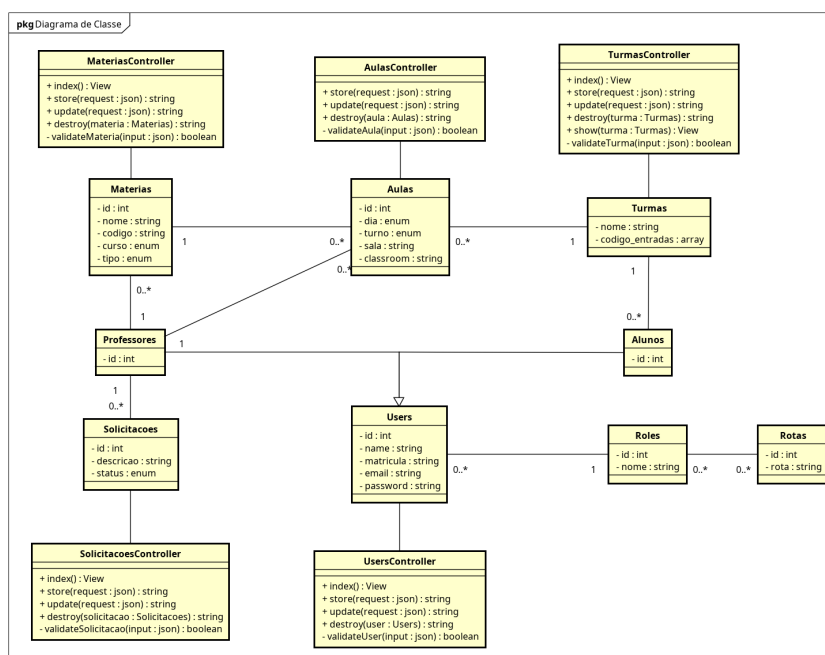 pkg Diagrama de Classe
MateriasController
+ index() : View
+ store(request : json) : string
+ update(request : json) : string
+ destroy(materia : Materias) : string
- validateMateria(input : json) : boolean
AulasController
+ store(request : json) : string
+ update(request : json) : string
+ destroy(aula : Aulas) : string
- validateAula(input : json) : boolean
TurmasController
+ index() : View
+ store(request : json) : string
+ update(request : json) : string
+ destroy(turma : Turmas) : string
+ show(turma : Turmas) : View
- validateTurma(input : json) : boolean
Materias
- id : int
- nome : string
- codigo : string
- curso : enum
- tipo : enum
1
0..*
Aulas
- id : int
- dia : enum
- turno : enum
- sala : string
- classroom : string
0..*
1
Turmas
- nome : string
- codigo_entradas : array
0..*
0..*
1
1
1
0..*
Professores
- id : int
1
Alunos
- id : int
1
0..*
Solicitacoes
- id : int
- descricao : string
- status : enum
Users
- id : int
- name : string
- matricula : string
- email : string
- password : string
0..*
1
Roles
- id : int
- nome : string
0..*
0..*
Rotas
- id : int
- rota : string
SolicitacoesController
+ index() : View
+ store(request : json) : string
+ update(request : json) : string
+ destroy(solicitacao : Solicitacoes) : string
- validateSolicitacao(input : json) : boolean
UsersController
+ index() : View
+ store(request : json) : string
+ update(request : json) : string
+ destroy(user : Users) : string
- validateUser(input : json) : boolean